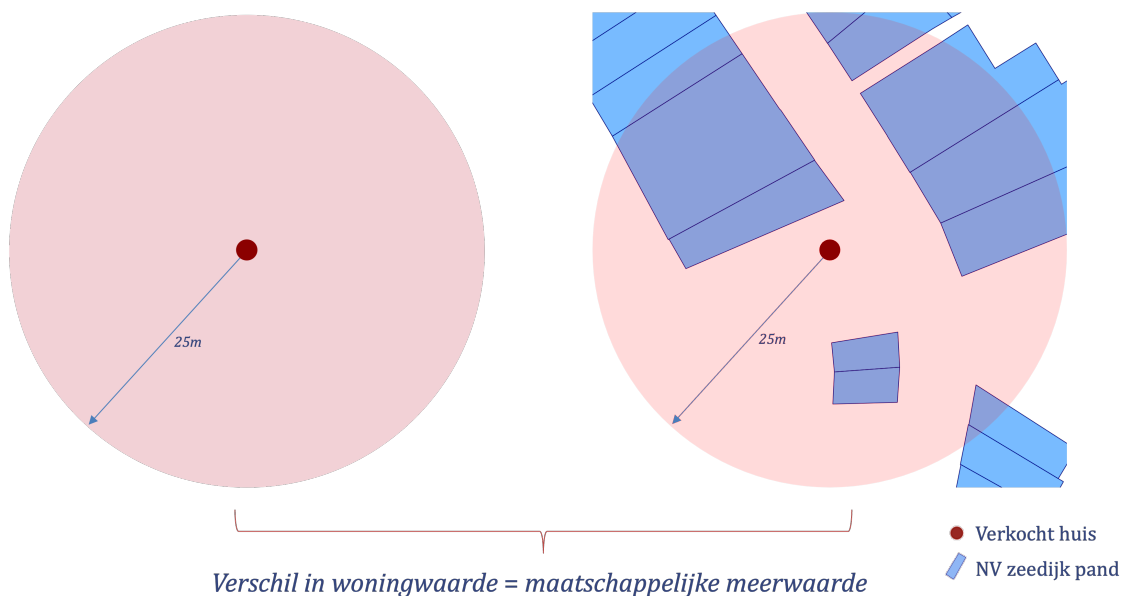 25m
25m
Verkocht huis
NV zeedijk pand
Verschil in woningwaarde = maatschappelijke meerwaarde